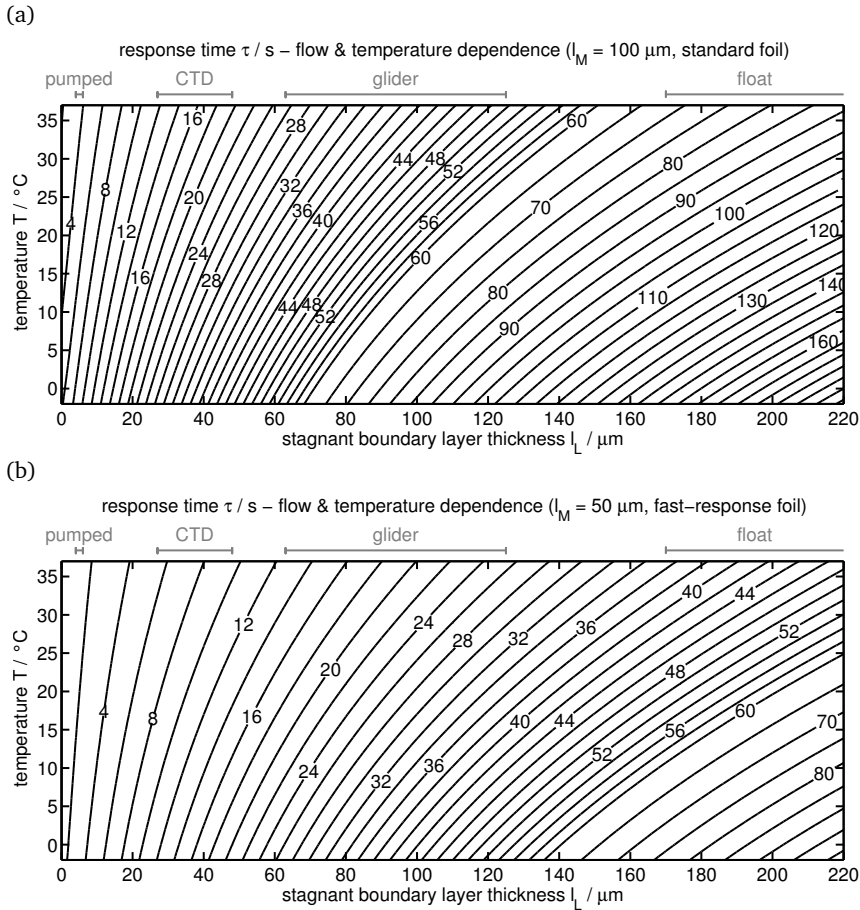 (a)
response time τ / s − flow & temperature dependence (l_M = 100 μm, standard foil)
pumped CTD glider float
temperature T / °C
35
30
25
20
15
10
5
0
4 8 12 16 16 20 24 28 28 32 36 40 44 48 52 44 48 52 56 60 60 70 80 80 90 90 100 110 120 130 140 160
0 20 40 60 80 100 120 140 160 180 200 220
stagnant boundary layer thickness l_L / μm
(b)
response time τ / s − flow & temperature dependence (l_M = 50 μm, fast−response foil)
pumped CTD glider float
temperature T / °C
35
30
25
20
15
10
5
0
4 8 12 16 20 24 24 28 32 32 36 36 40 40 44 44 48 52 52 56 60 70 80
0 20 40 60 80 100 120 140 160 180 200 220
stagnant boundary layer thickness l_L / μm